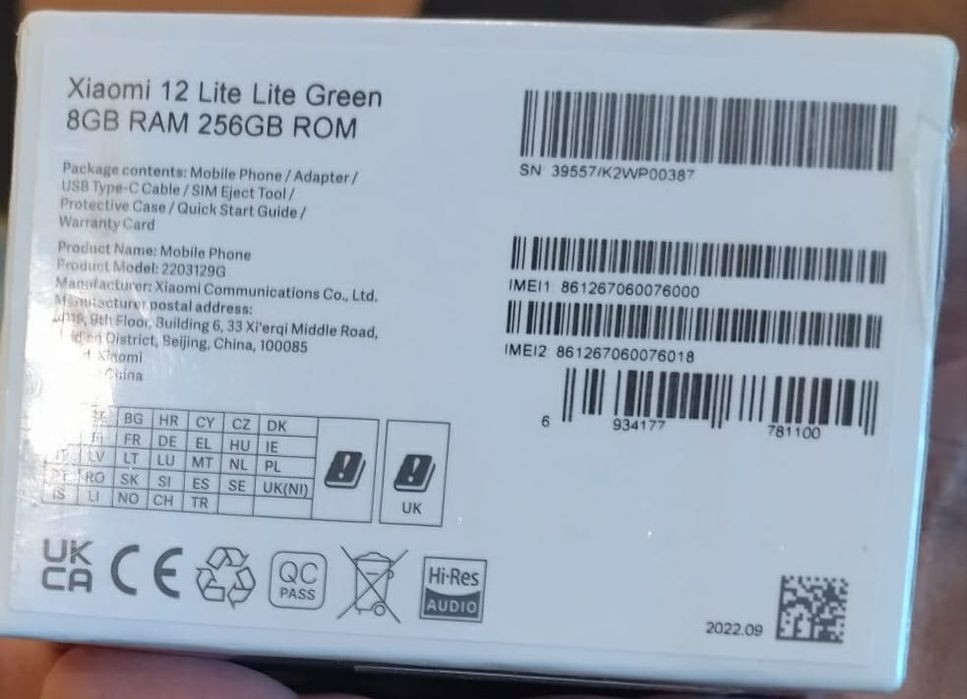 Xiaomi 12 Lite Lite Green
8GB RAM 256GB ROM
Package contents: Mobile Phone / Adapter /
USB Type-C Cable / SIM Eject Tool /
Protective Case / Quick Start Guide /
Warranty Card
Product Name: Mobile Phone
Product Model: 2203129G
Manufacturer: Xiaomi Communications Co., Ltd.
Manufacturer postal address:
9th Floor, Building 6, 33 Xi'erqi Middle Road,
District, Beijing, China, 100085
Xiaomi
China
SN 39557/K2WP00387
IMEI1 861267060076000
IMEI2 861267060076018
6 934177 781100
BG HR CY CZ DK
FR DE EL HU IE
LV LT LU MT NL PL
RO SK SI ES SE UK(NI)
IS LI NO CH TR
UK
UK
CA
CE
QC
PASS
Hi-Res
AUDIO
2022.09